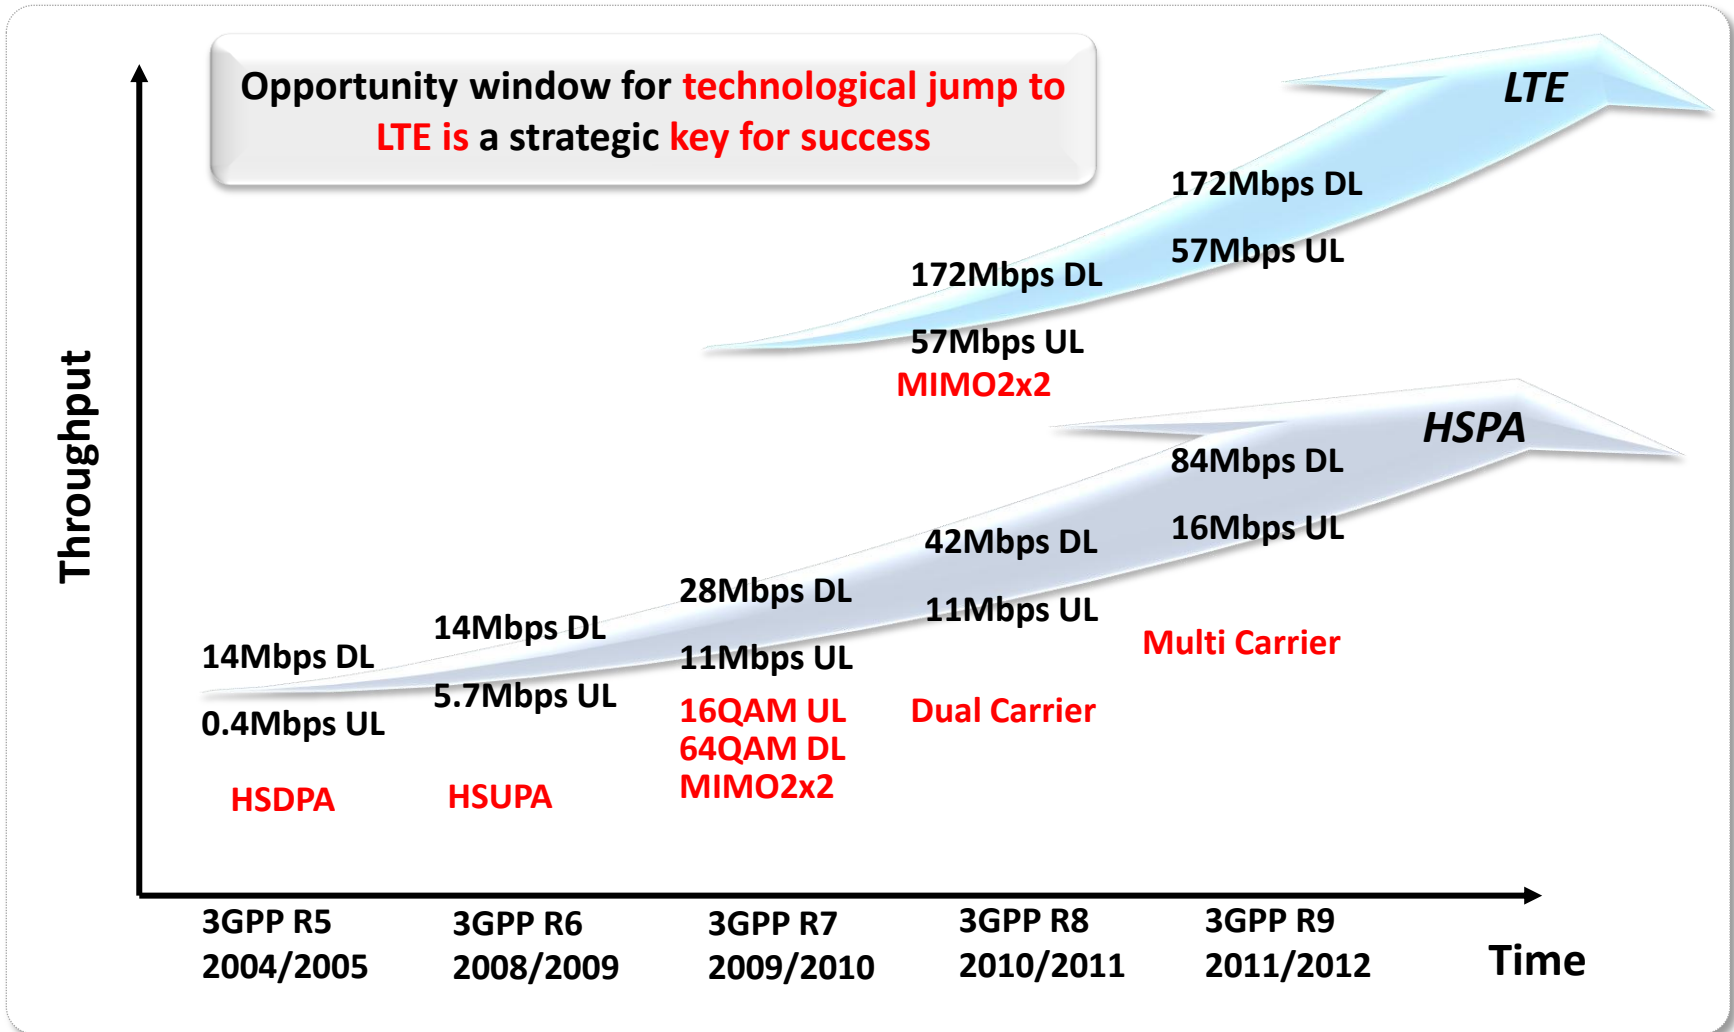 Opportunity window for technological jump to
LTE is a strategic key for success
LTE
172Mbps DL
57Mbps UL
172Mbps DL
57Mbps UL
MIMO2x2
HSPA
84Mbps DL
16Mbps UL
Multi Carrier
42Mbps DL
11Mbps UL
Dual Carrier
28Mbps DL
11Mbps UL
16QAM UL
64QAM DL
MIMO2x2
14Mbps DL
5.7Mbps UL
HSUPA
14Mbps DL
0.4Mbps UL
HSDPA
Throughput
3GPP R5
2004/2005
3GPP R6
2008/2009
3GPP R7
2009/2010
3GPP R8
2010/2011
3GPP R9
2011/2012
Time